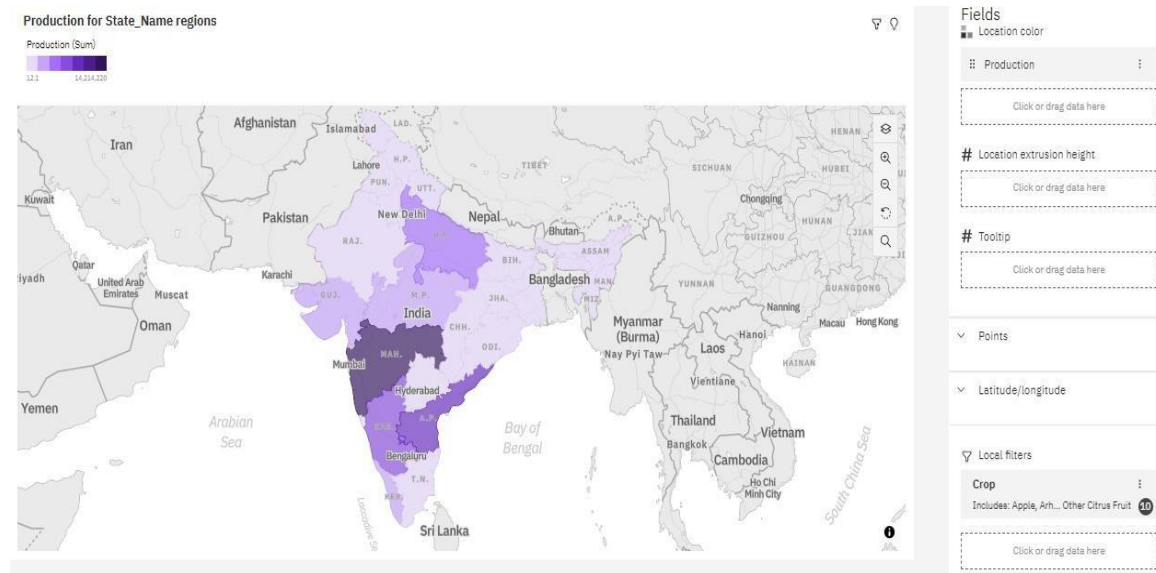 Production for State_Name regions
Production (Sum)
12.1 14,214,220
Afghanistan
Islamabad
LAD.
HENAN
Iran
Lahore
H.P.
TIBET
SICHUAN
HUBEI
PUN.
UTT.
Kuwait
Chongqing
Pakistan
New Delhi
Nepal
A.P.
HUNAN
RAJ.
Bhutan
GUIZHOU
JIAN
BIH.
ASSAM
Qatar
Karachi
Bangladesh
MAN.
iyadh
United Arab
Emirates
Muscat
GUJ.
M.P.
JHA.
MIZ.
YUNNAN
GUANGDONG
India
Nanning
Oman
CHH.
Myanmar
(Burma)
Macau
Hong Kong
MAH.
ODI.
Hanoi
Nay Pyi Taw
Laos
Mumbai
HAINAN
Hyderabad
Vientiane
Yemen
Arabian
Sea
A.P.
Bay of
Bengal
Thailand
Vietnam
Bengaluru
Bangkok
Cambodia
T.N.
KER.
Ho Chi
Minh City
South China Sea
Sri Lanka
Fields
Location color
Production
Click or drag data here
# Location extrusion height
Click or drag data here
# Tooltip
Click or drag data here
Points
Latitude/longitude
Local filters
Crop
Includes: Apple, Arh... Other Citrus Fruit 10
Click or drag data here